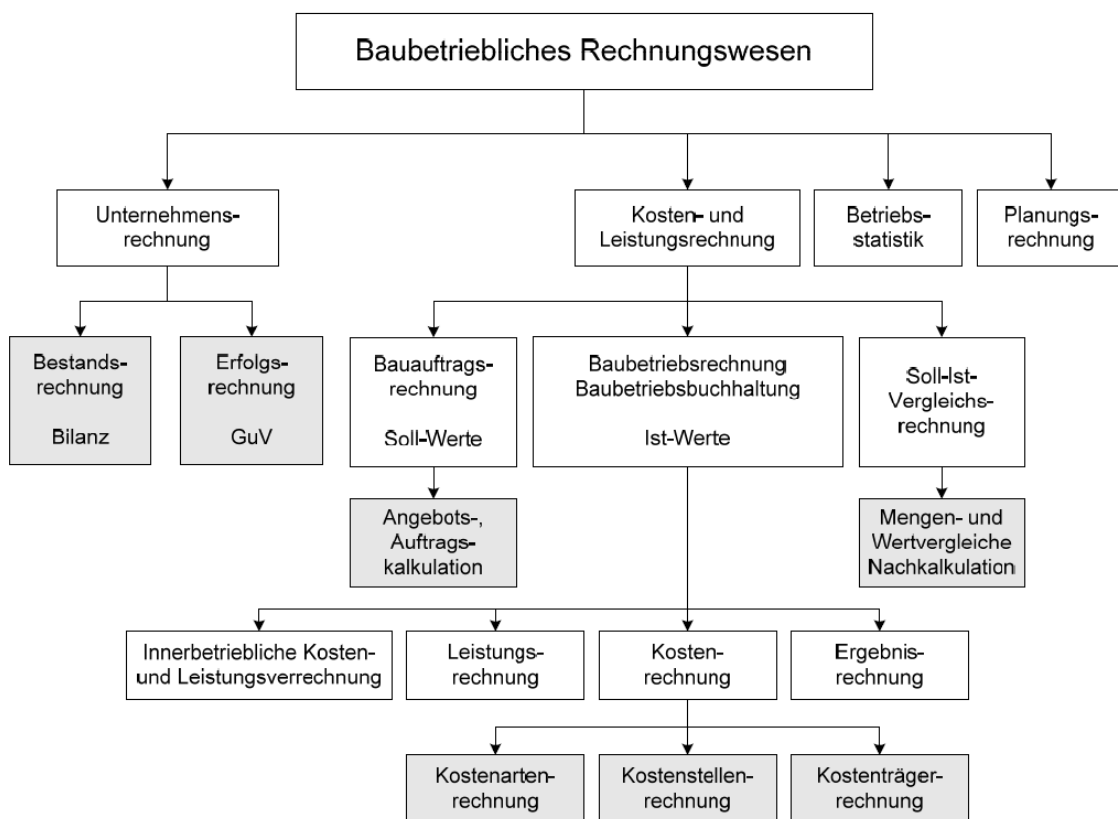 Baubetriebliches Rechnungswesen
Unternehmens-
rechnung
Kosten- und
Leistungsrechnung
Betriebs-
statistik
Planungs-
rechnung
Bestands-
rechnung
Bilanz
Erfolgs-
rechnung
GuV
Bauauftrags-
rechnung
Soll-Werte
Baubetriebsrechnung
Baubetriebsbuchhaltung
Ist-Werte
Soll-Ist-
Vergleichs-
rechnung
Angebots-,
Auftrags-
kalkulation
Mengen- und
Wertvergleiche
Nachkalkulation
Innerbetriebliche Kosten-
und Leistungsverrechnung
Leistungs-
rechnung
Kosten-
rechnung
Ergebnis-
rechnung
Kostenarten-
rechnung
Kostenstellen-
rechnung
Kostenträger-
rechnung